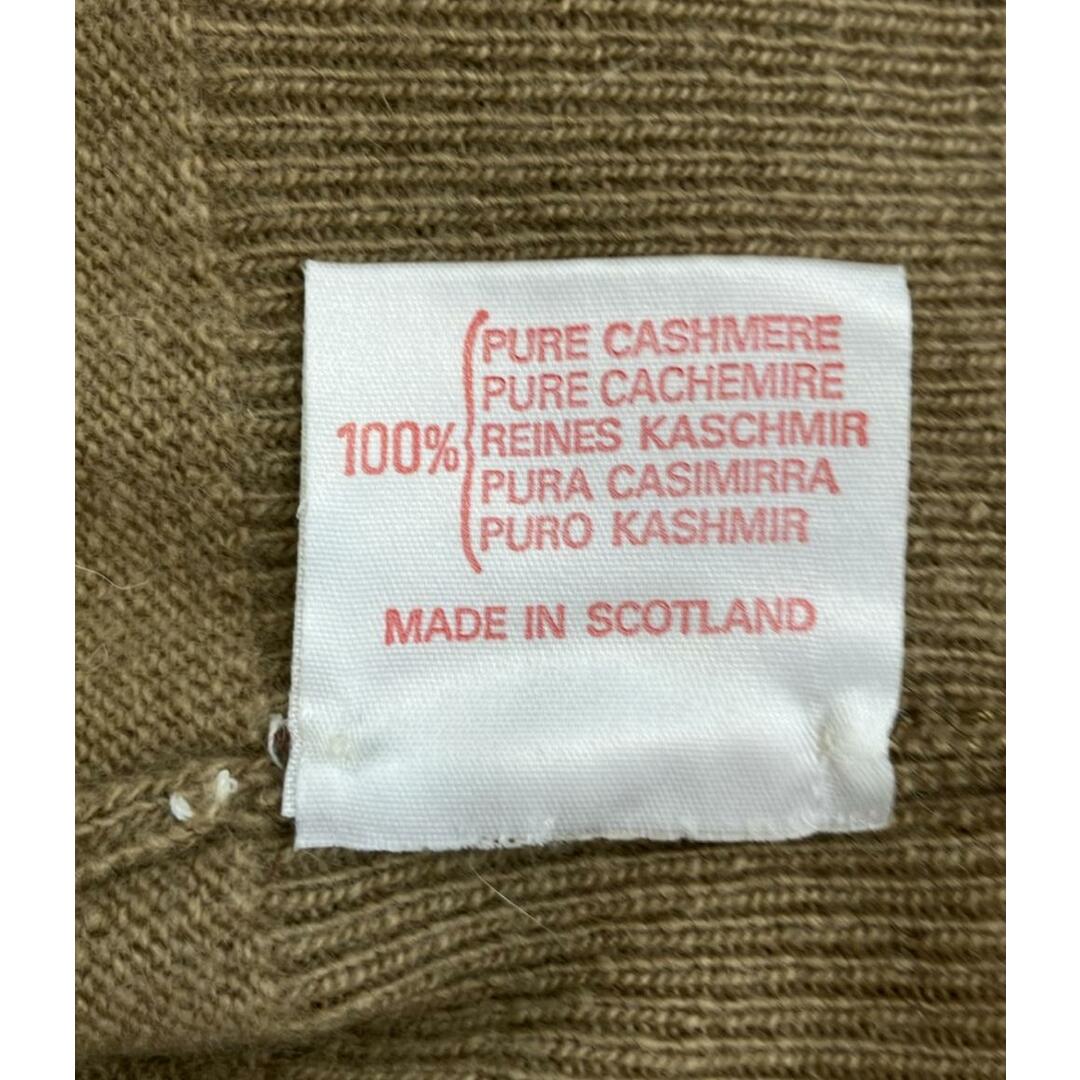 PURE CASHMERE
PURE CACHEMIRE
100% REINES KASCHMIR
PURA CASIMIRRA
PURO KASHMIR
MADE IN SCOTLAND